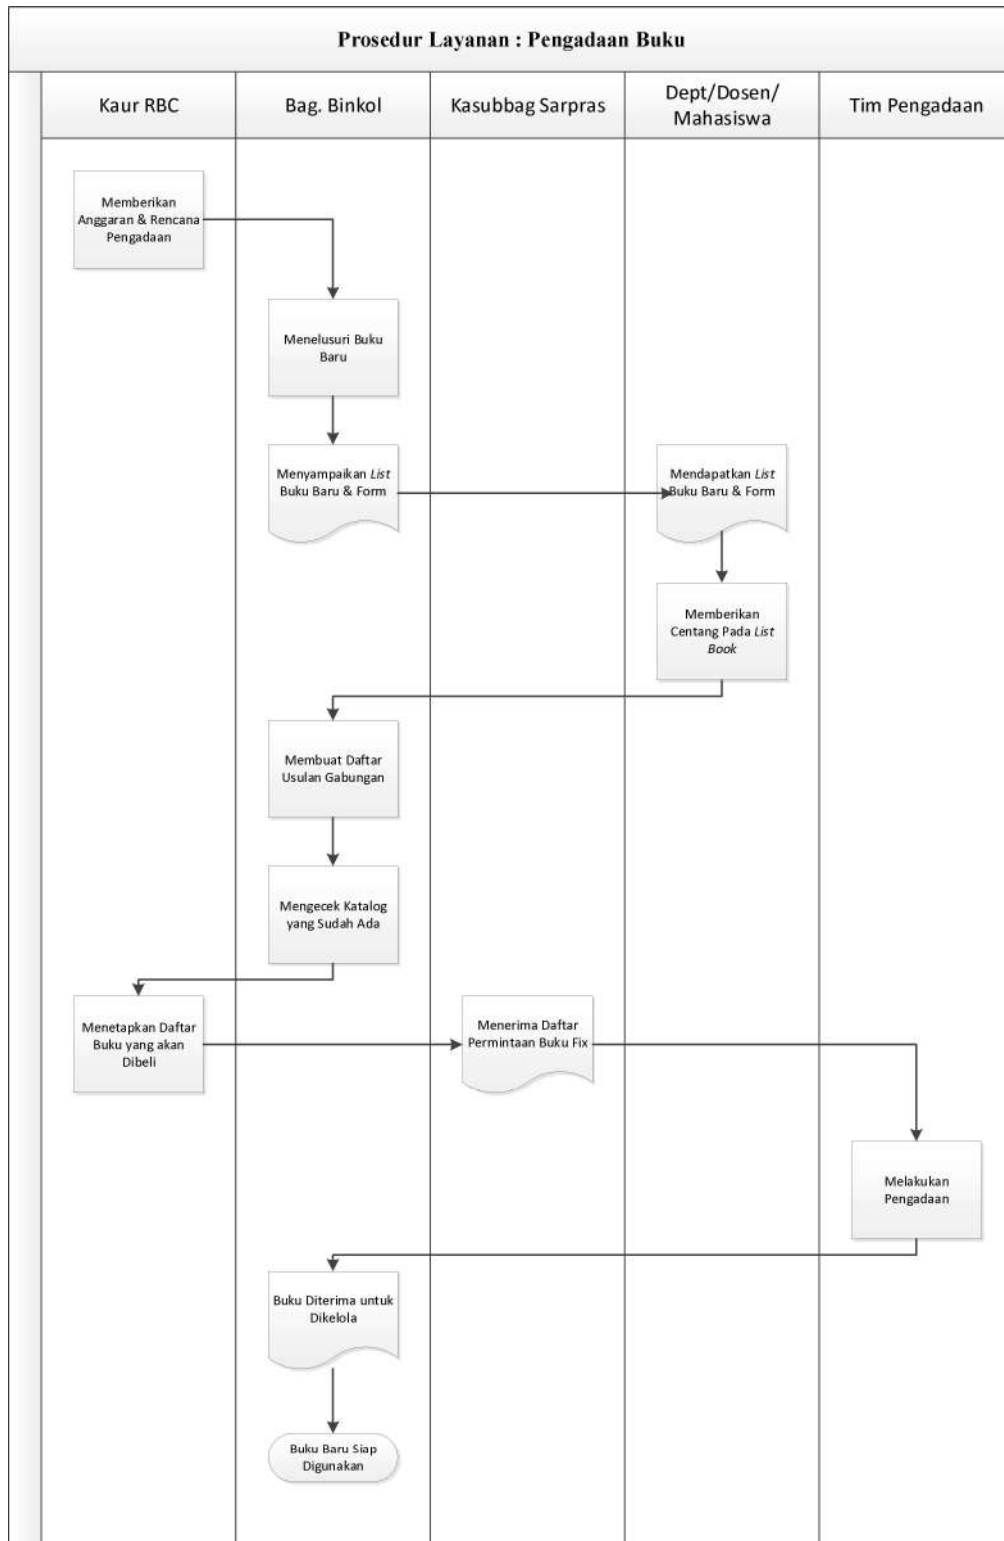 Prosedur Layanan : Pengadaan Buku
Kaur RBC
Bag. Binkol
Kasubbag Sarpras
Dept/Dosen/
Mahasiswa
Tim Pengadaan
Memberikan
Anggaran & Rencana
Pengadaan
Menelusuri Buku
Baru
Menyampaikan List
Buku Baru & Form
Mendapatkan List
Buku Baru & Form
Memberikan
Centang Pada List
Book
Membuat Daftar
Usulan Gabungan
Mengecek Katalog
yang Sudah Ada
Menetapkan Daftar
Buku yang akan
Dibeli
Menerima Daftar
Permintaan Buku Fix
Melakukan
Pengadaan
Buku Diterima untuk
Dikelola
Buku Baru Siap
Digunakan